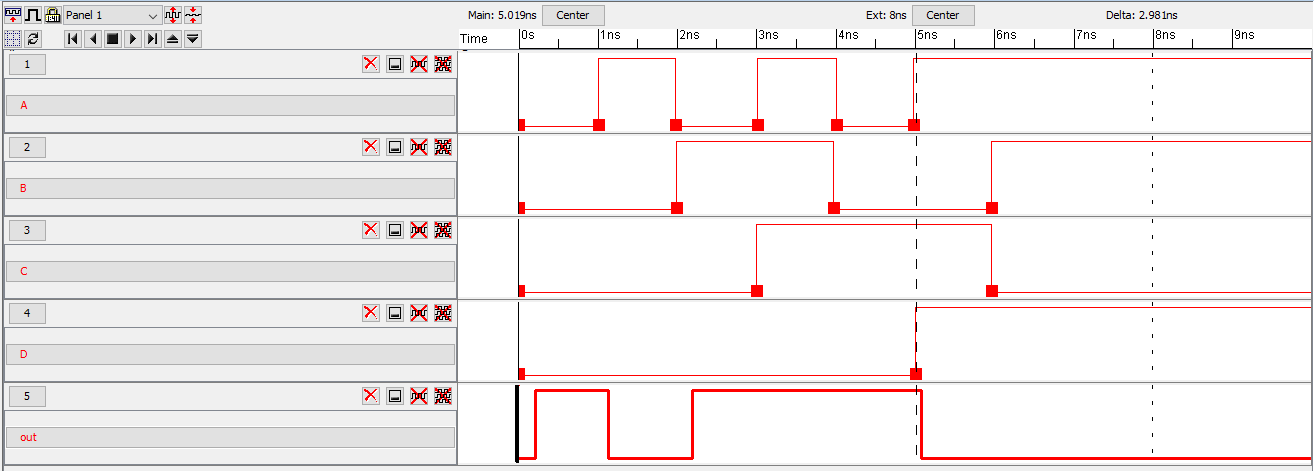 Panel 1 Main: 5.019ns Center Ext: 8ns Center Delta: 2.981ns
Time 0s 1ns 2ns 3ns 4ns 5ns 6ns 7ns 8ns 9ns
1
A
2
B
3
C
4
D
5
out